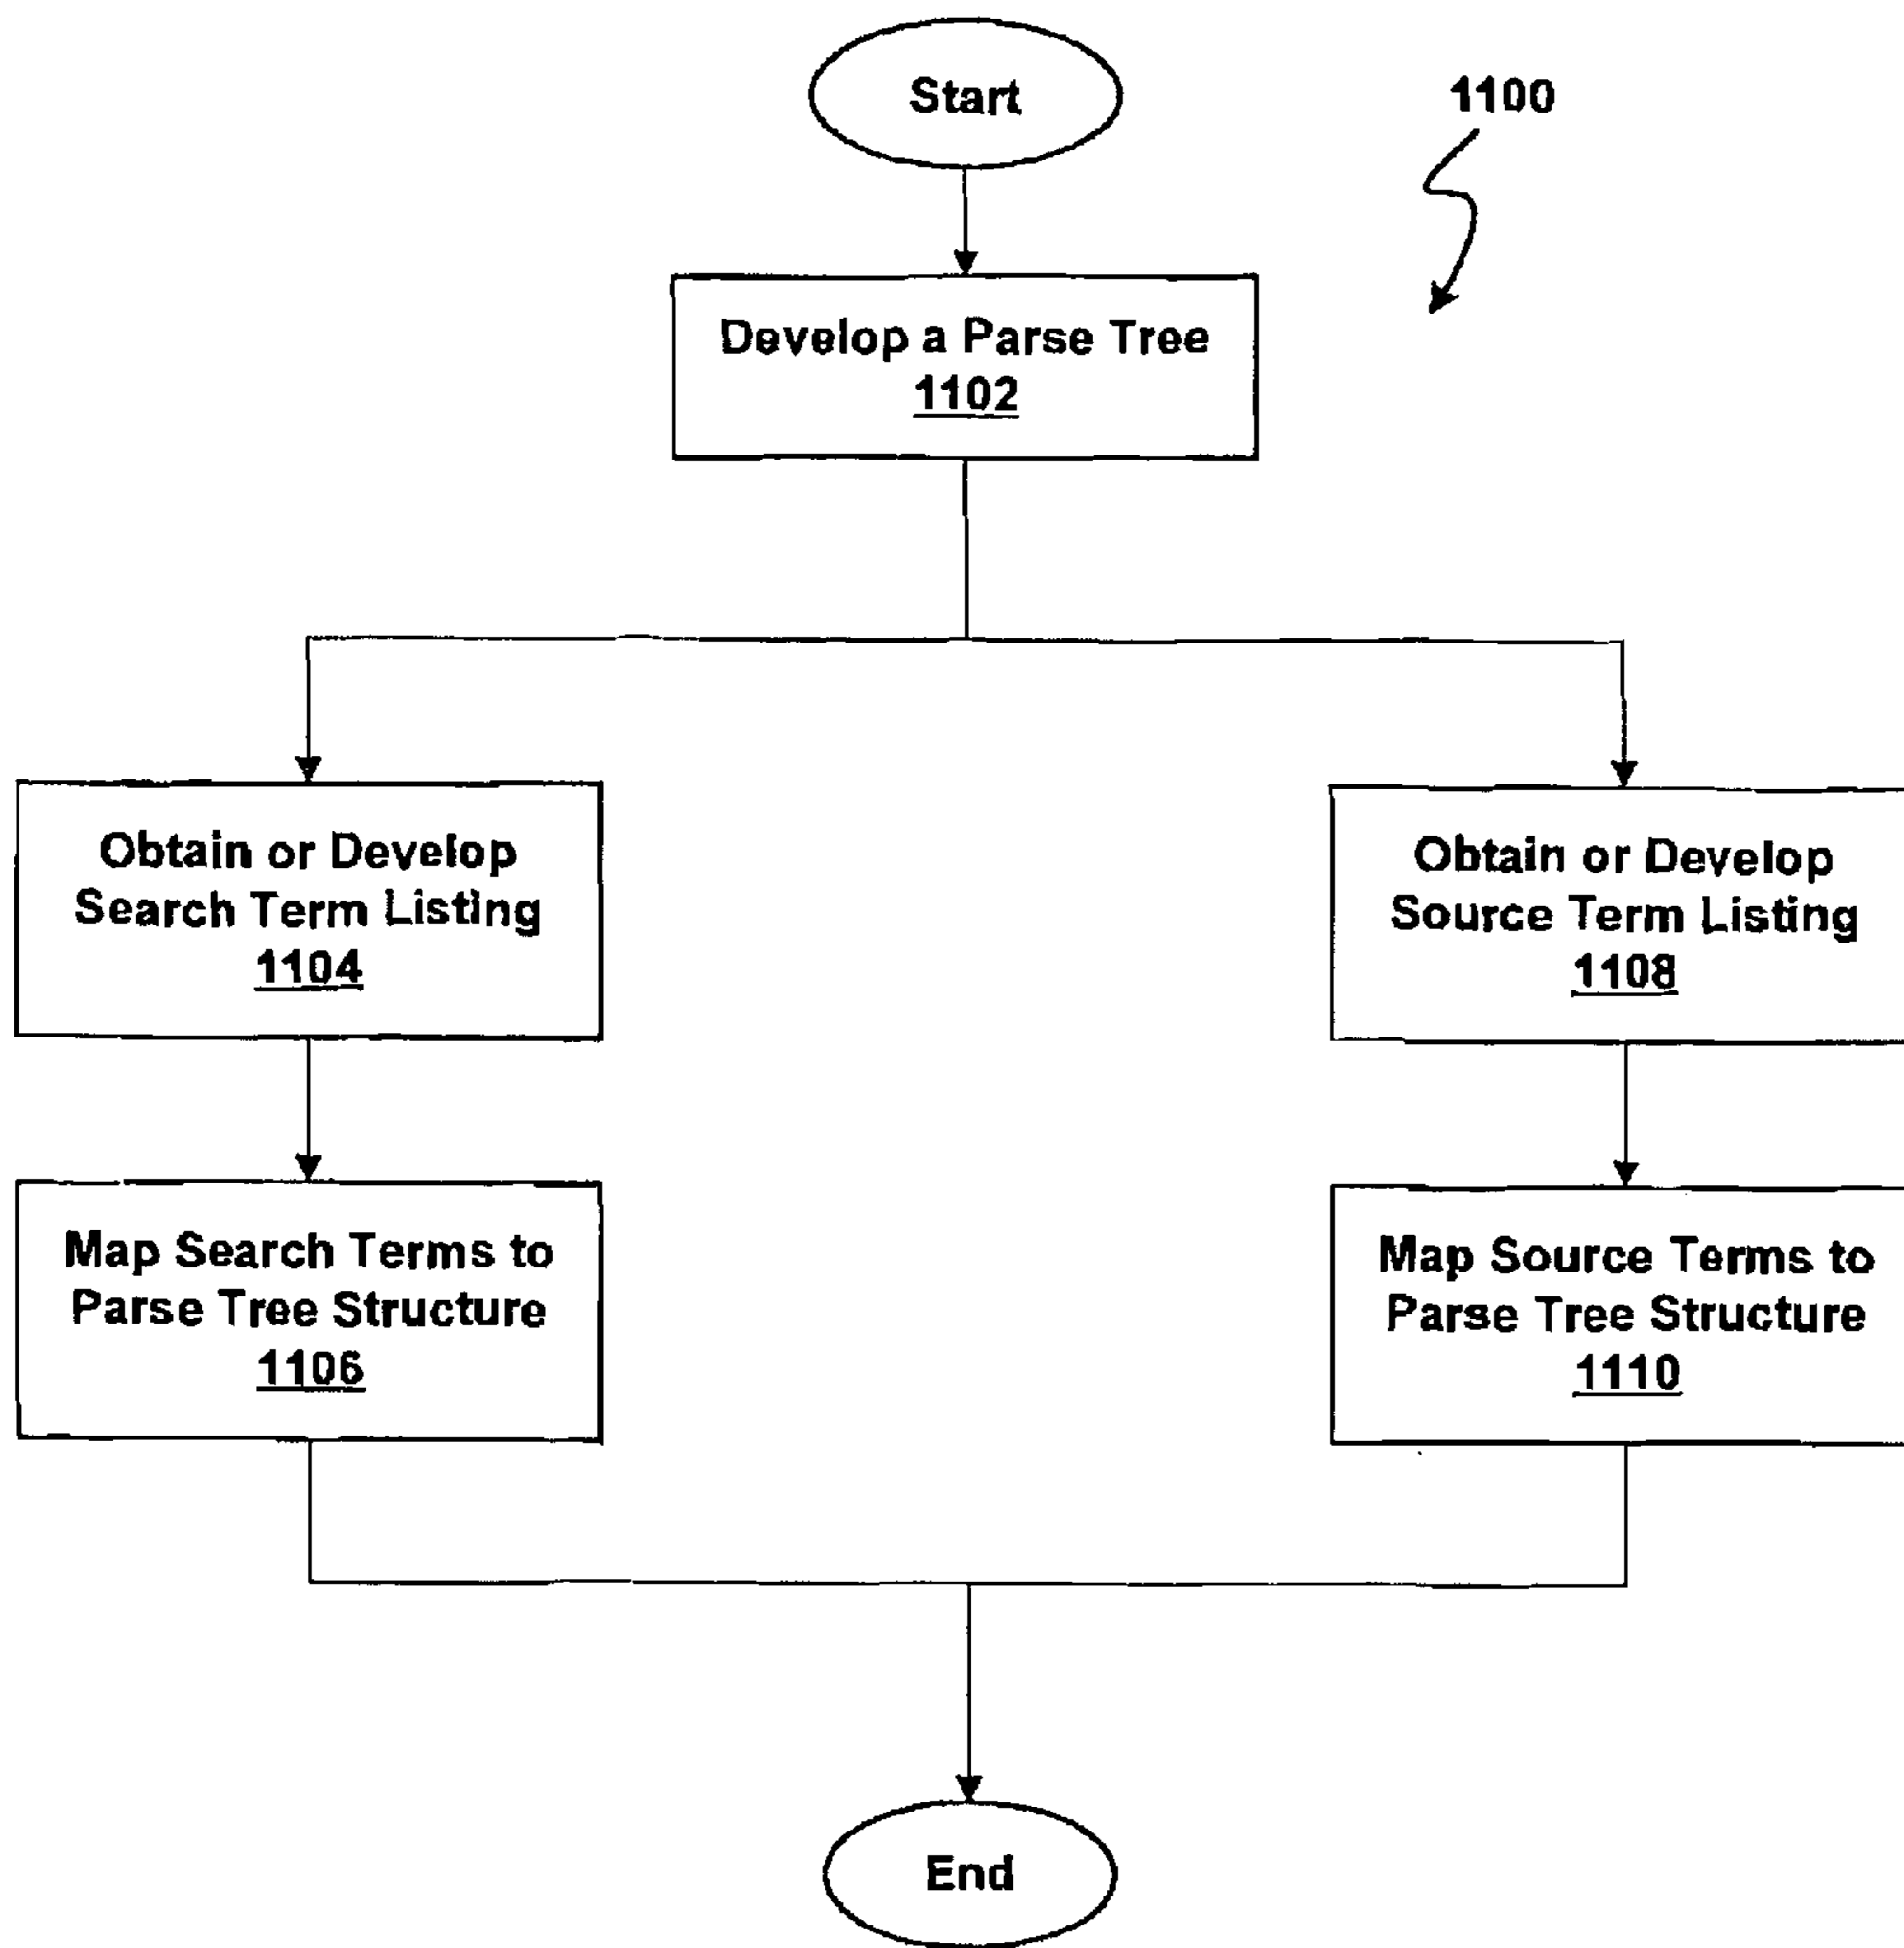 Start
1100
Develop a Parse Tree
1102
Obtain or Develop
Search Term Listing
1104
Obtain or Develop
Source Term Listing
1108
Map Search Terms to
Parse Tree Structure
1106
Map Source Terms to
Parse Tree Structure
1110
End